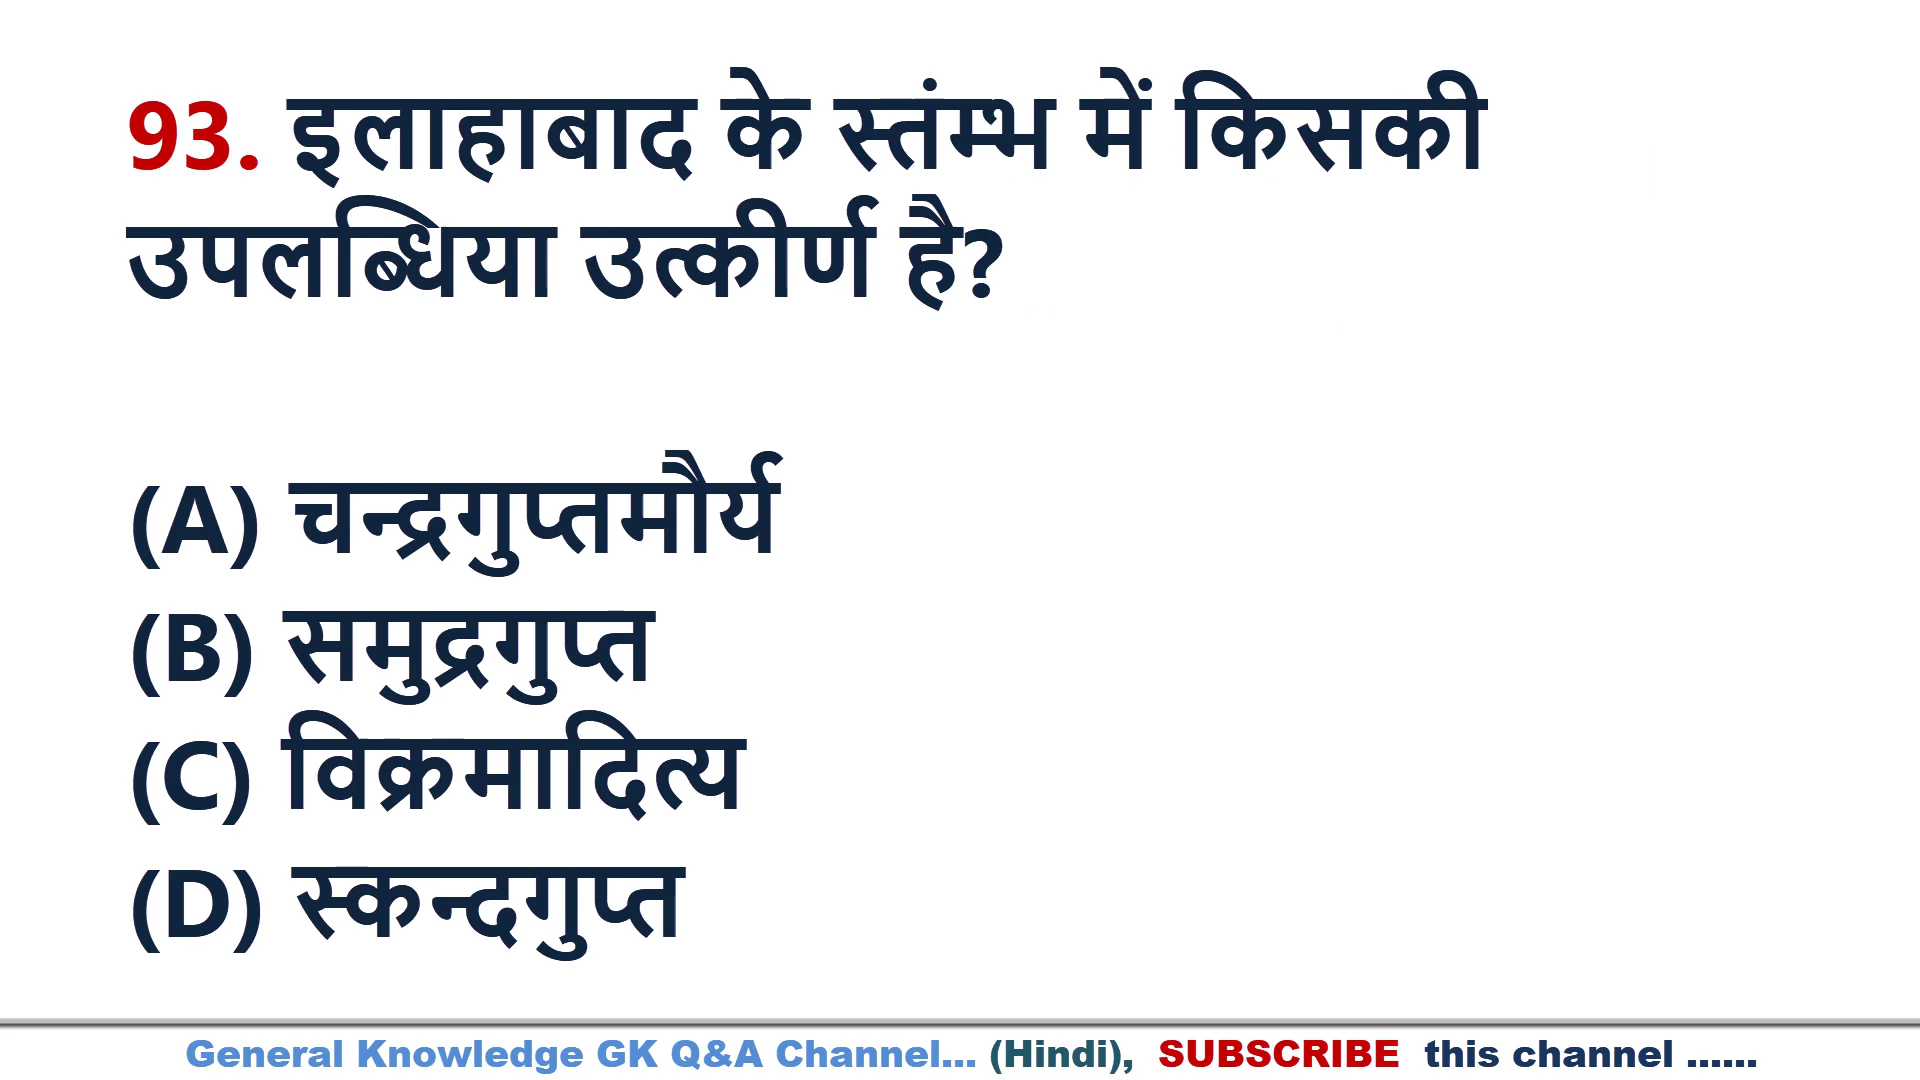 93. इलाहाबाद के स्तंम्भ में किसकी
उपलब्धिया उत्कीर्ण है?
(A) चन्द्रगुप्तमौर्य
(B) समुद्रगुप्त
(C) विक्रमादित्य
(D) स्कन्दगुप्त
General Knowledge GK Q&A Channel... (Hindi), SUBSCRIBE this channel ......